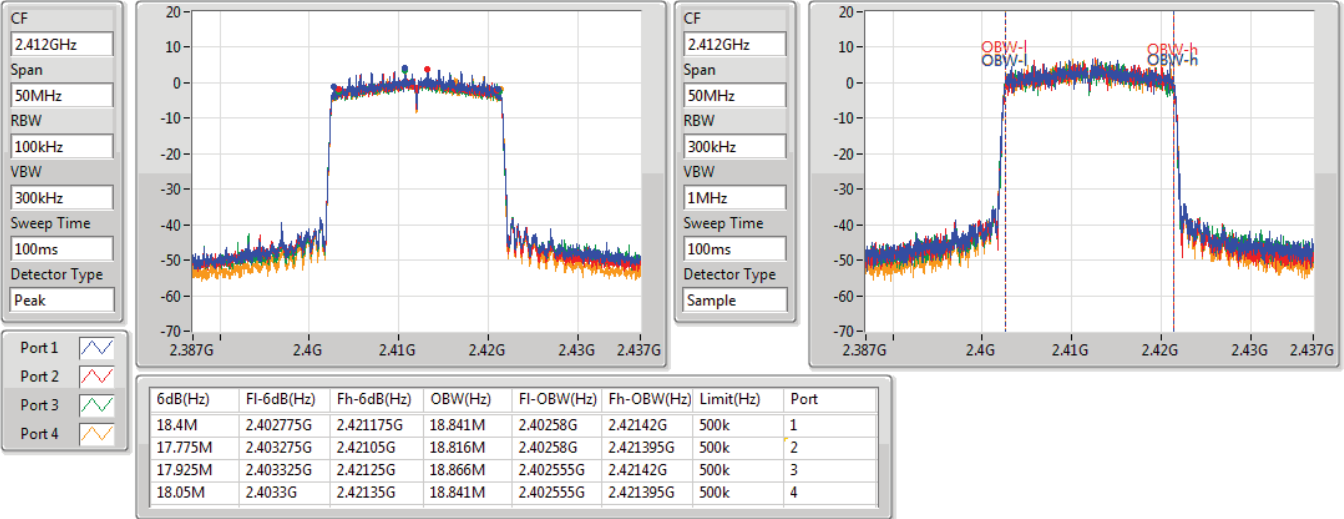 CF
2.412GHz
Span
50MHz
RBW
100kHz
VBW
300kHz
Sweep Time
100ms
Detector Type
Peak
20
10
0
-10
-20
-30
-40
-50
-60
-70
2.387G 2.4G 2.41G 2.42G 2.43G 2.437G
CF
2.412GHz
Span
50MHz
RBW
300kHz
VBW
1MHz
Sweep Time
100ms
Detector Type
Sample
20
10
0
-10
-20
-30
-40
-50
-60
-70
OBW-l OBW-h
OBW-l OBW-h
2.387G 2.4G 2.41G 2.42G 2.43G 2.437G
Port 1
Port 2
Port 3
Port 4
6dB(Hz) Fl-6dB(Hz) Fh-6dB(Hz) OBW(Hz) Fl-OBW(Hz) Fh-OBW(Hz) Limit(Hz) Port
18.4M 2.402775G 2.421175G 18.841M 2.40258G 2.42142G 500k 1
17.775M 2.403275G 2.42105G 18.816M 2.40258G 2.421395G 500k 2
17.925M 2.403325G 2.42125G 18.866M 2.402555G 2.42142G 500k 3
18.05M 2.4033G 2.42135G 18.841M 2.402555G 2.421395G 500k 4